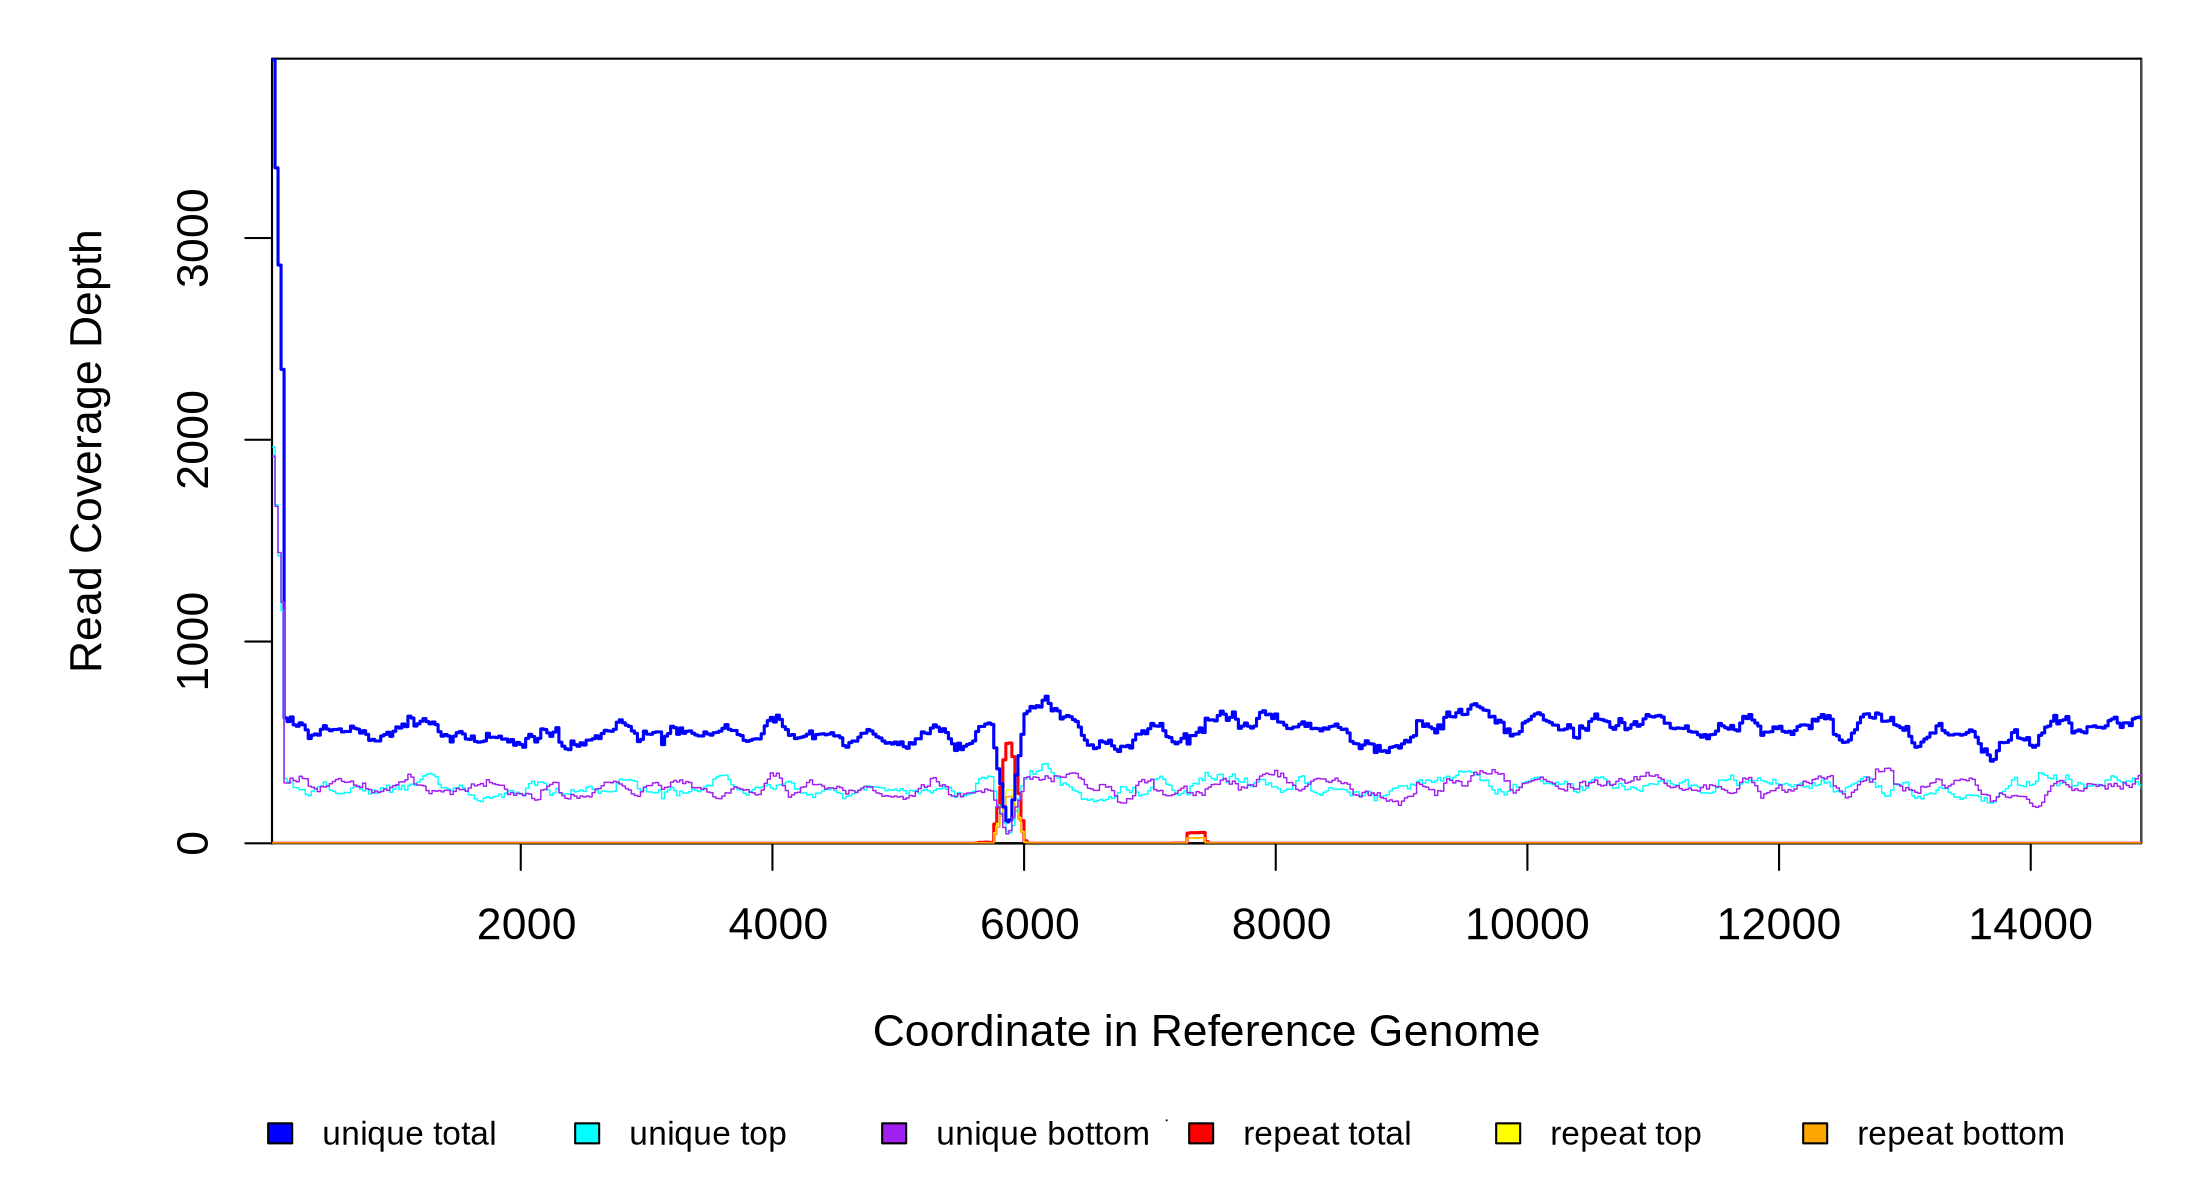 Read Coverage Depth
3000
2000
1000
0
2000 4000 6000 8000 10000 12000 14000
Coordinate in Reference Genome
unique total unique top unique bottom repeat total repeat top repeat bottom